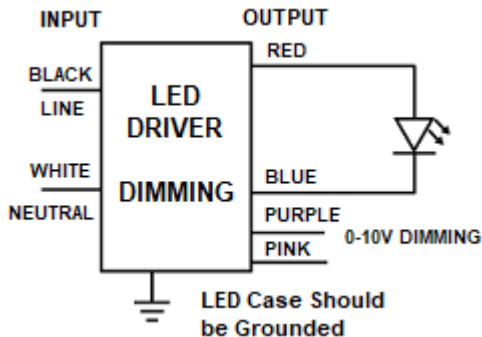 INPUT
OUTPUT
BLACK
LINE
WHITE
NEUTRAL
LED
DRIVER
DIMMING
RED
BLUE
PURPLE
PINK
0-10V DIMMING
LED Case Should
be Grounded